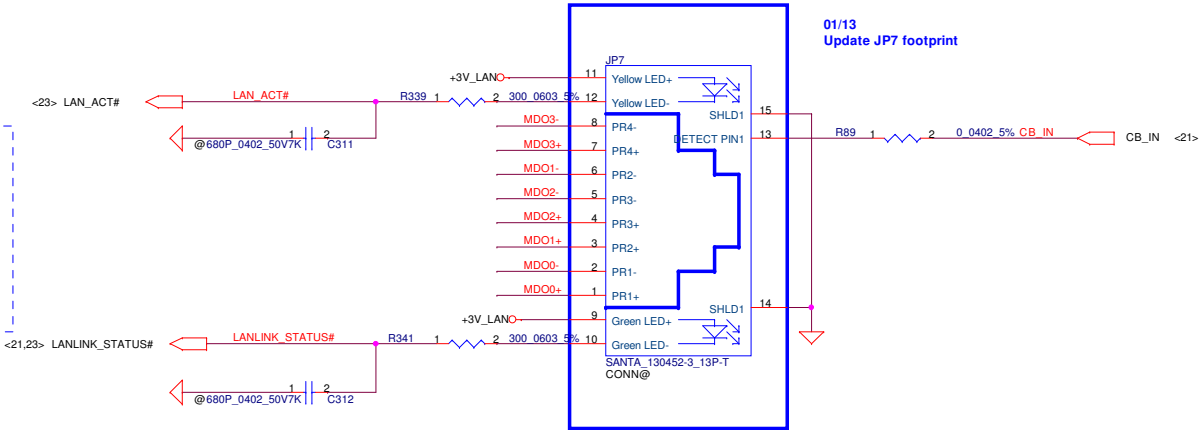 01/13
Update JP7 footprint
JP7
+3V_LAN 11 Yellow LED+
<23> LAN_ACT# LAN_ACT# R339 1 2 300_0603_5% 12 Yellow LED-
SHLD1 15
MDO3- 8 PR4-
1 2
@680P_0402_50V7K C311
DETECT PIN1 13 R89 1 2 0_0402_5% CB_IN CB_IN <21>
MDO3+ 7 PR4+
MDO1- 6 PR2-
MDO2- 5 PR3-
MDO2+ 4 PR3+
MDO1+ 3 PR2+
MDO0- 2 PR1-
MDO0+ 1 PR1+
SHLD1 14
+3V_LAN 9 Green LED+
<21,23> LANLINK_STATUS# LANLINK_STATUS# R341 1 2 300_0603_5% 10 Green LED-
SANTA_130452-3_13P-T
CONN@
1 2
@680P_0402_50V7K C312